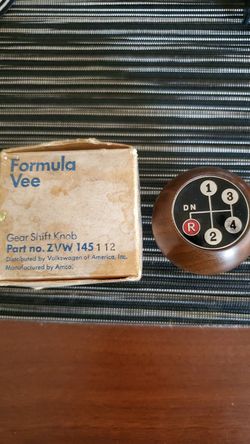 Formula
Vee
Gear Shift Knob
Part no. ZVW 145 112
Distributed by Volkswagen of America, Inc.
Manufactured by Amco.
1 3
DN
R 2 4